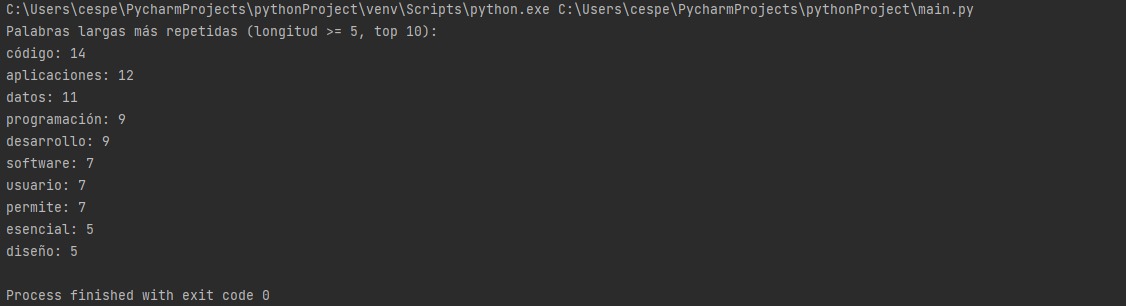 C:\Users\cespe\PycharmProjects\pythonProject\venv\Scripts\python.exe C:\Users\cespe\PycharmProjects\pythonProject\main.py
Palabras largas más repetidas (longitud >= 5, top 10):
código: 14
aplicaciones: 12
datos: 11
programación: 9
desarrollo: 9
software: 7
usuario: 7
permite: 7
esencial: 5
diseño: 5
Process finished with exit code 0